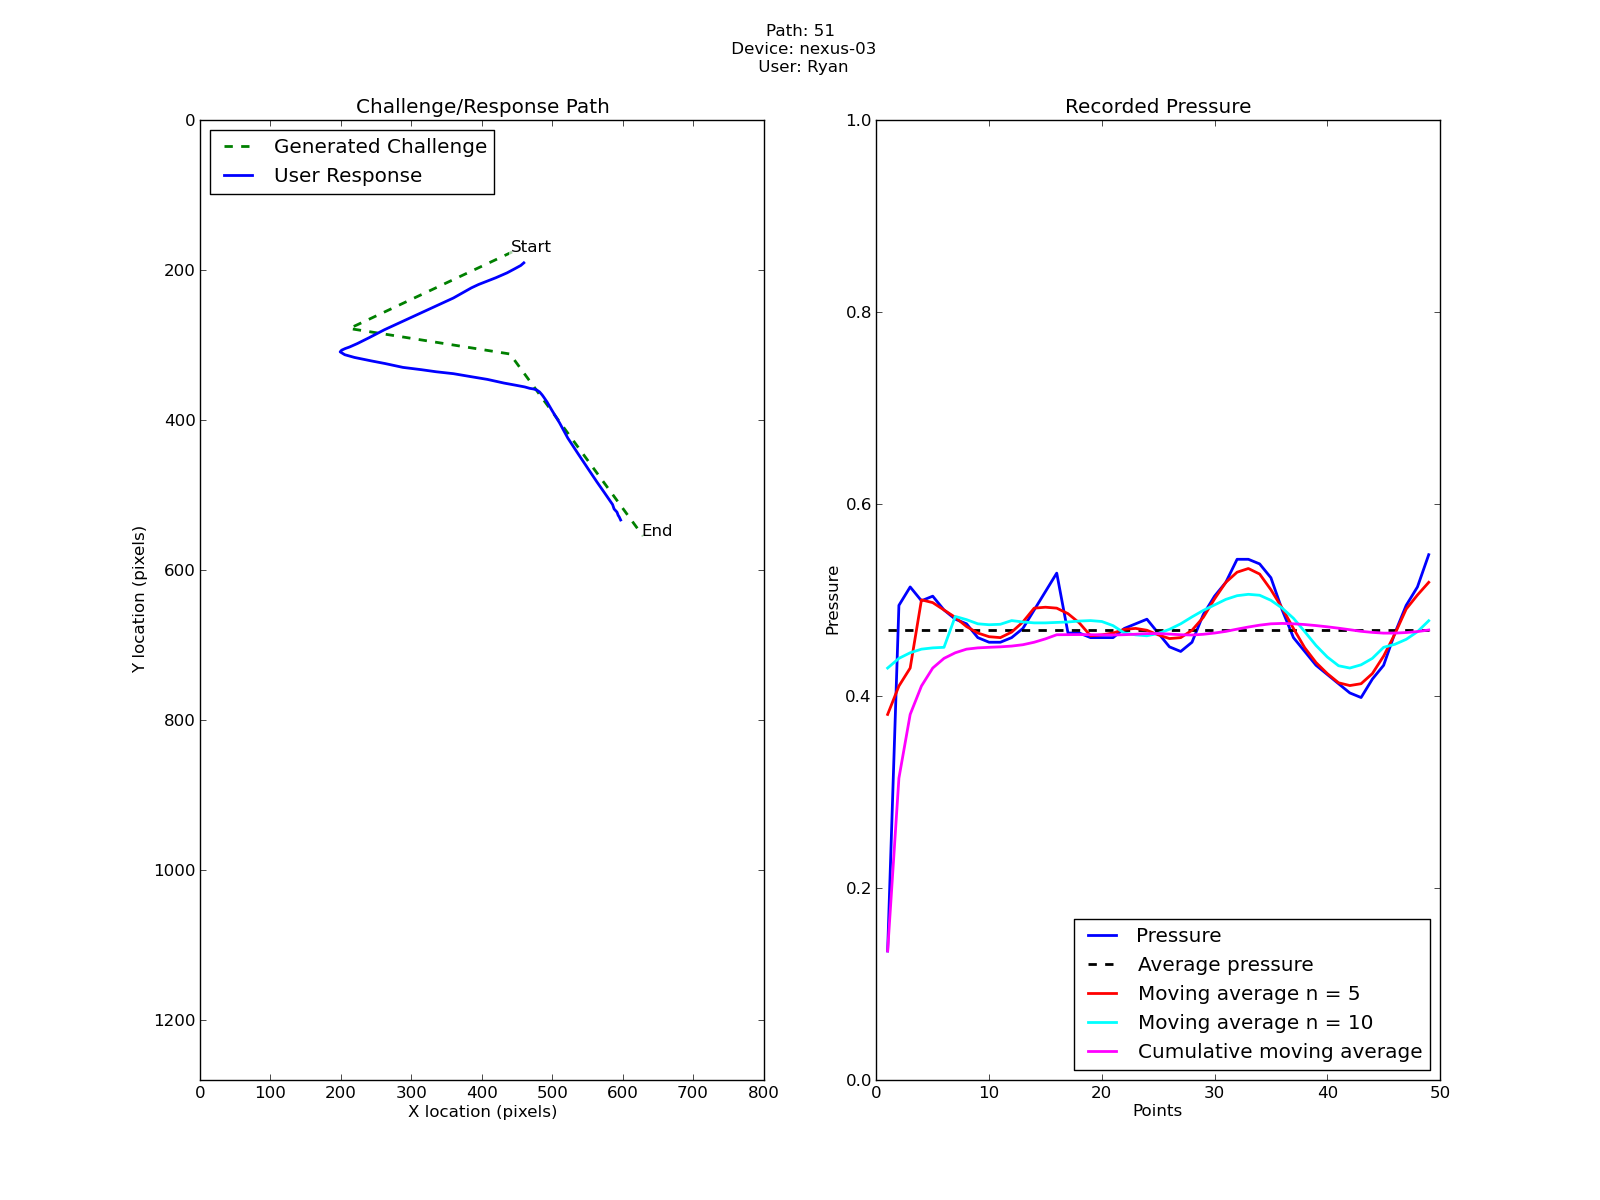 Path: 51
Device: nexus-03
User: Ryan
Challenge/Response Path
Generated Challenge
User Response
Start
End
0
200
400
600
800
1000
1200
Y location (pixels)
0 100 200 300 400 500 600 700 800
X location (pixels)
Recorded Pressure
1.0
0.8
0.6
0.4
0.2
0.0
Pressure
Pressure
Average pressure
Moving average n = 5
Moving average n = 10
Cumulative moving average
0 10 20 30 40 50
Points